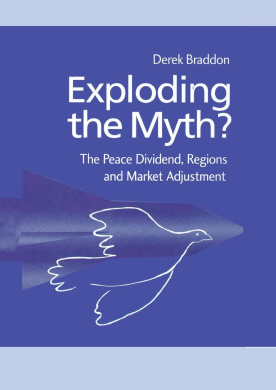 Derek Braddon
Exploding
the Myth?
The Peace Dividend, Regions
and Market Adjustment